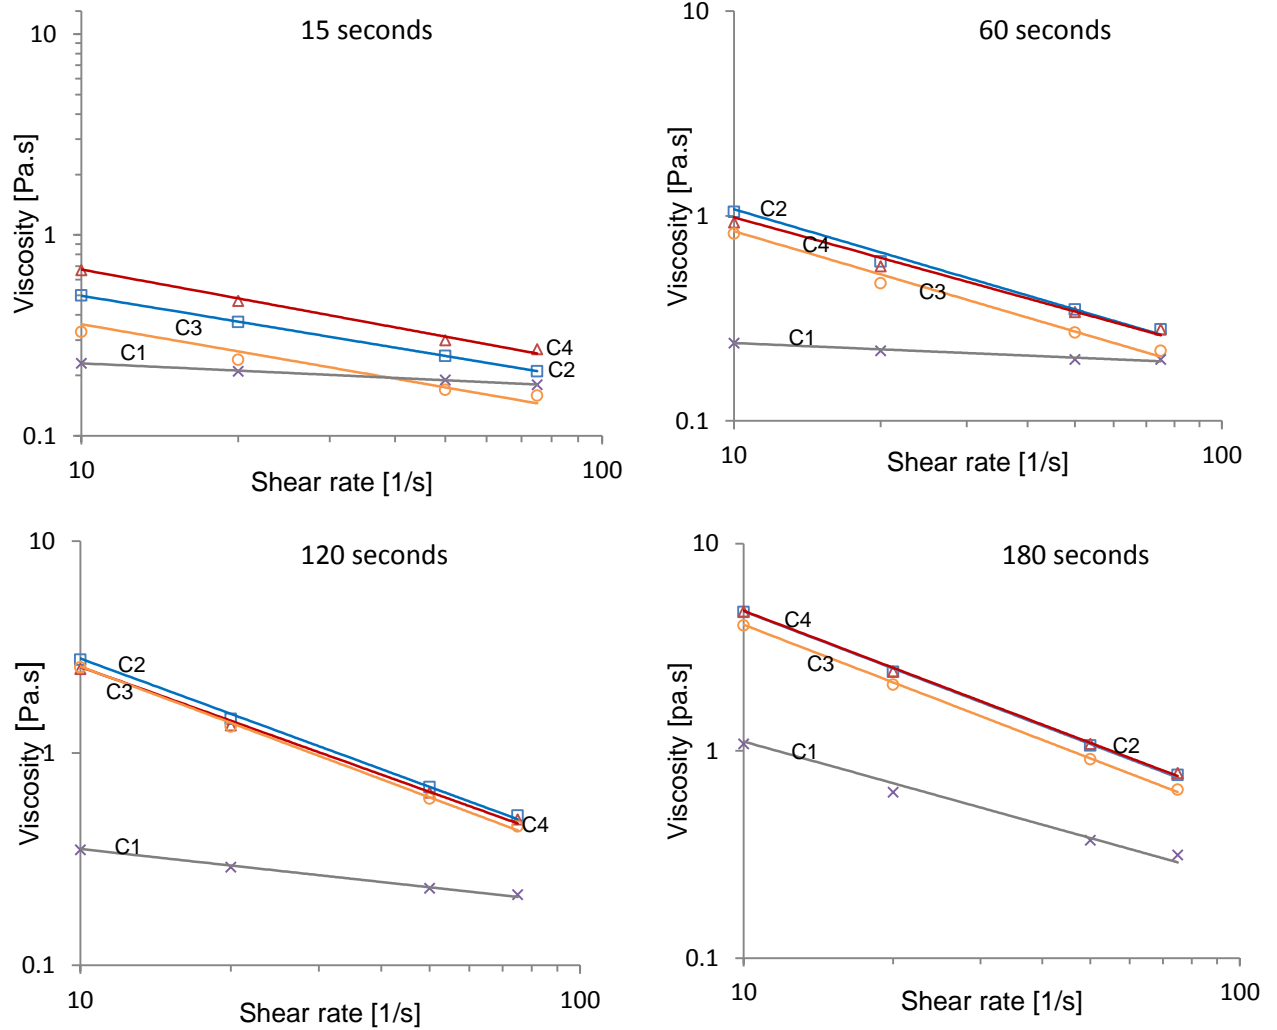 15 seconds
10
1
0.1
Viscosity [Pa.s]
C3
C1
C4
C2
10
100
Shear rate [1/s]
60 seconds
10
1
0.1
Viscosity [Pa.s]
C2
C4
C3
C1
10
100
Shear rate [1/s]
120 seconds
10
1
0.1
Viscosity [Pa.s]
C2
C3
C1
C4
10
100
Shear rate [1/s]
180 seconds
10
1
0.1
Viscosity [pa.s]
C4
C3
C1
C2
10
100
Shear rate [1/s]